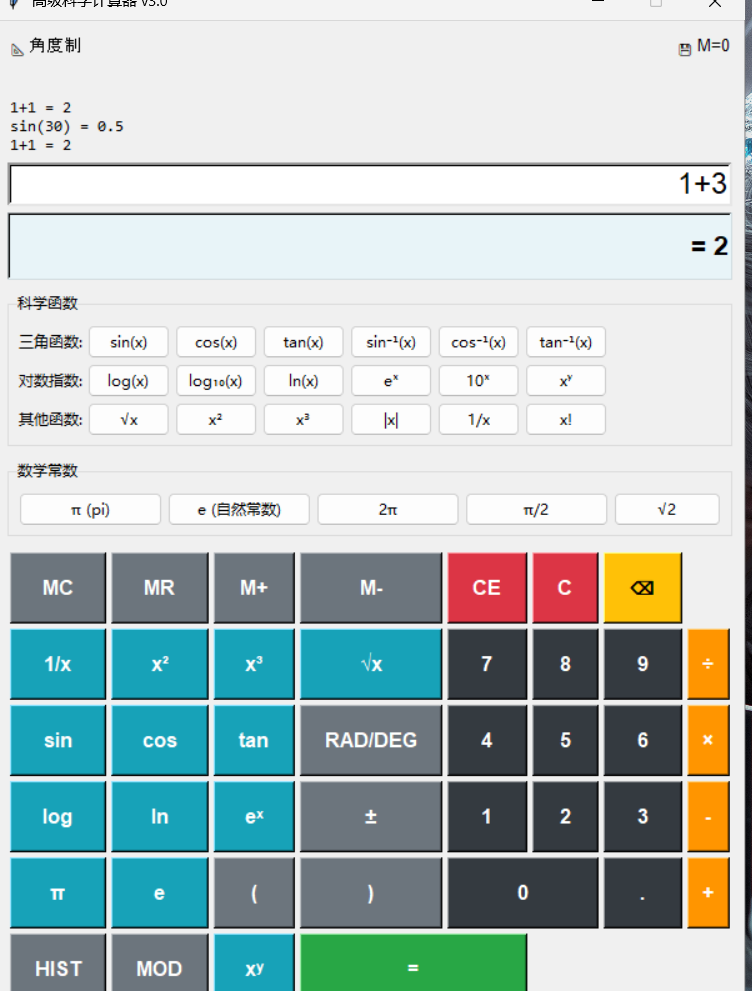 高级科学计算器 v3.0
角度制 M=0
1+1 = 2
sin(30) = 0.5
1+1 = 2
1+3
= 2
科学函数
三角函数: sin(x) cos(x) tan(x) sin⁻¹(x) cos⁻¹(x) tan⁻¹(x)
对数指数: log(x) log₁₀(x) ln(x) eˣ 10ˣ xʸ
其他函数: √x x² x³ |x| 1/x x!
数学常数
π (pi) e (自然常数) 2π π/2 √2
MC MR M+ M- CE C ⌫
1/x x² x³ √x 7 8 9 ÷
sin cos tan RAD/DEG 4 5 6 ×
log ln eˣ ± 1 2 3 -
π e ( ) 0 . +
HIST MOD xʸ =